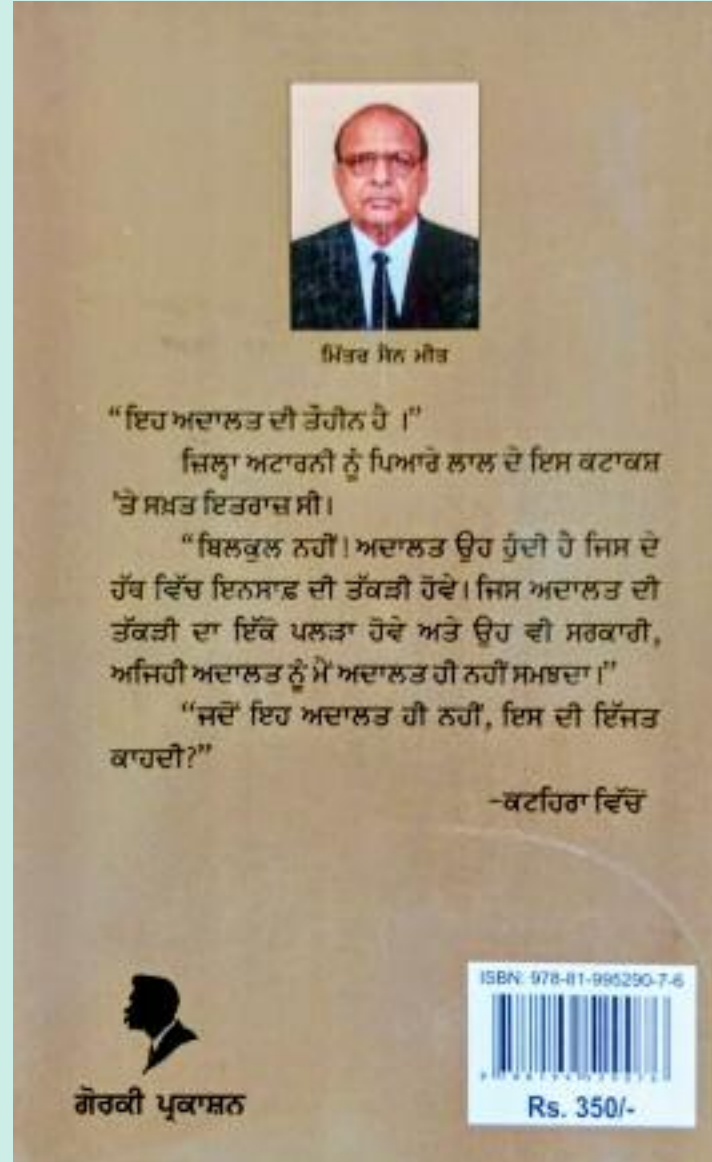 ਮਿੱਤਰ ਸੈਨ ਮੀਤ
“ਇਹ ਅਦਾਲਤ ਦੀ ਤੌਹੀਨ ਹੈ ।”
ਜ਼ਿਲ੍ਹਾ ਅਟਾਰਨੀ ਨੂੰ ਪਿਆਰੇ ਲਾਲ ਦੇ ਇਸ ਕਟਾਕਸ਼
'ਤੇ ਸਖ਼ਤ ਇਤਰਾਜ਼ ਸੀ।
“ਬਿਲਕੁਲ ਨਹੀਂ! ਅਦਾਲਤ ਉਹ ਹੁੰਦੀ ਹੈ ਜਿਸ ਦੇ
ਹੱਥ ਵਿੱਚ ਇਨਸਾਫ਼ ਦੀ ਤੱਕੜੀ ਹੋਵੇ। ਜਿਸ ਅਦਾਲਤ ਦੀ
ਤੱਕੜੀ ਦਾ ਇੱਕੋ ਪਲੜਾ ਹੋਵੇ ਅਤੇ ਉਹ ਵੀ ਸਰਕਾਰੀ,
ਅਜਿਹੀ ਅਦਾਲਤ ਨੂੰ ਮੈਂ ਅਦਾਲਤ ਹੀ ਨਹੀਂ ਸਮਝਦਾ।”
“ਜਦੋਂ ਇਹ ਅਦਾਲਤ ਹੀ ਨਹੀਂ, ਇਸ ਦੀ ਇੱਜਤ
ਕਾਹਦੀ?”
-ਕਟਹਿਰਾ ਵਿੱਚੋਂ
ISBN: 978-81-995290-7-6
ਗੋਰਕੀ ਪ੍ਰਕਾਸ਼ਨ
Rs. 350/-